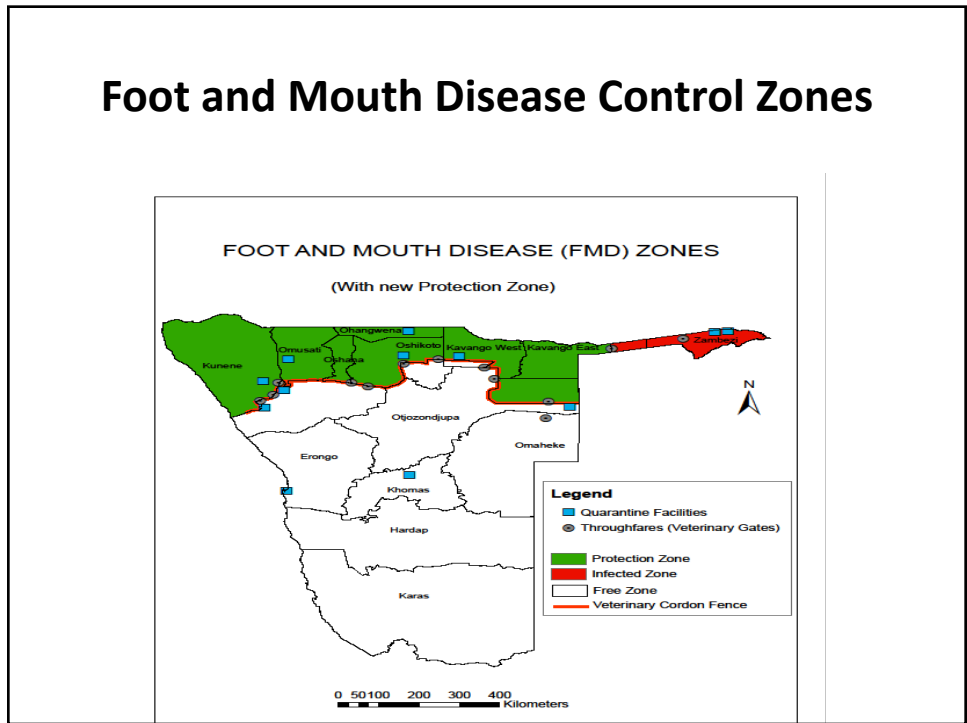 Foot and Mouth Disease Control Zones
FOOT AND MOUTH DISEASE (FMD) ZONES
(With new Protection Zone)
Ohangwena
Omusati
Oshana
Oshikoto
Kavango West
Kavango East
Zambezi
Kunene
Otjozondjupa
N
Omaheke
Erongo
Khomas
Hardap
Karas
Legend
Quarantine Facilities
Throughfares (Veterinary Gates)
Protection Zone
Infected Zone
Free Zone
Veterinary Cordon Fence
0 50 100 200 300 400
Kilometers